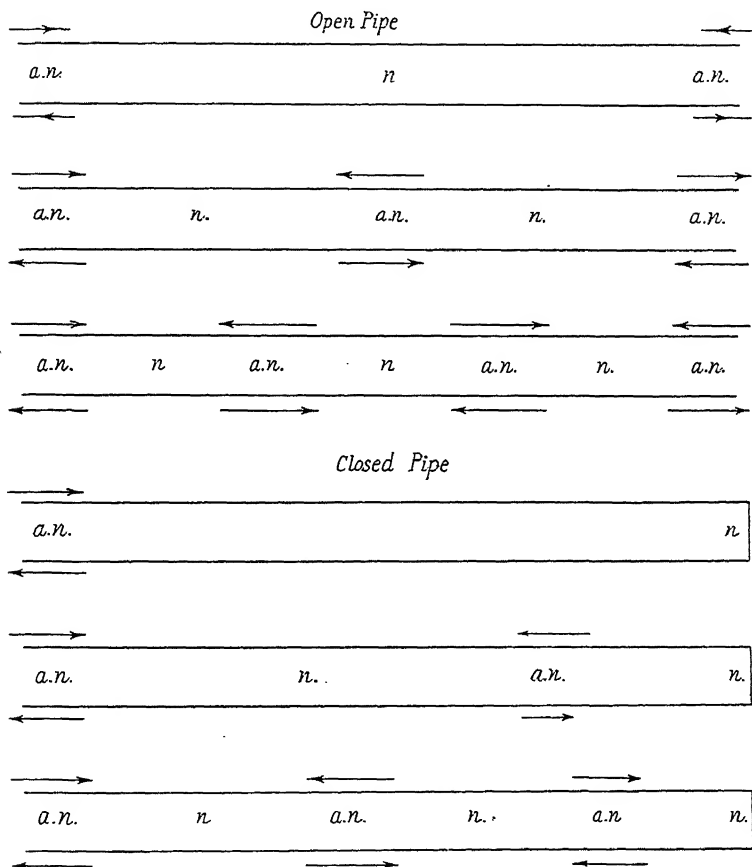 Open Pipe
a.n. n a.n.
a.n. n. a.n. n. a.n.
a.n. n a.n. n a.n. n. a.n.
Closed Pipe
a.n. n
a.n. n. a.n. n.
a.n. n a.n. n. a.n n.